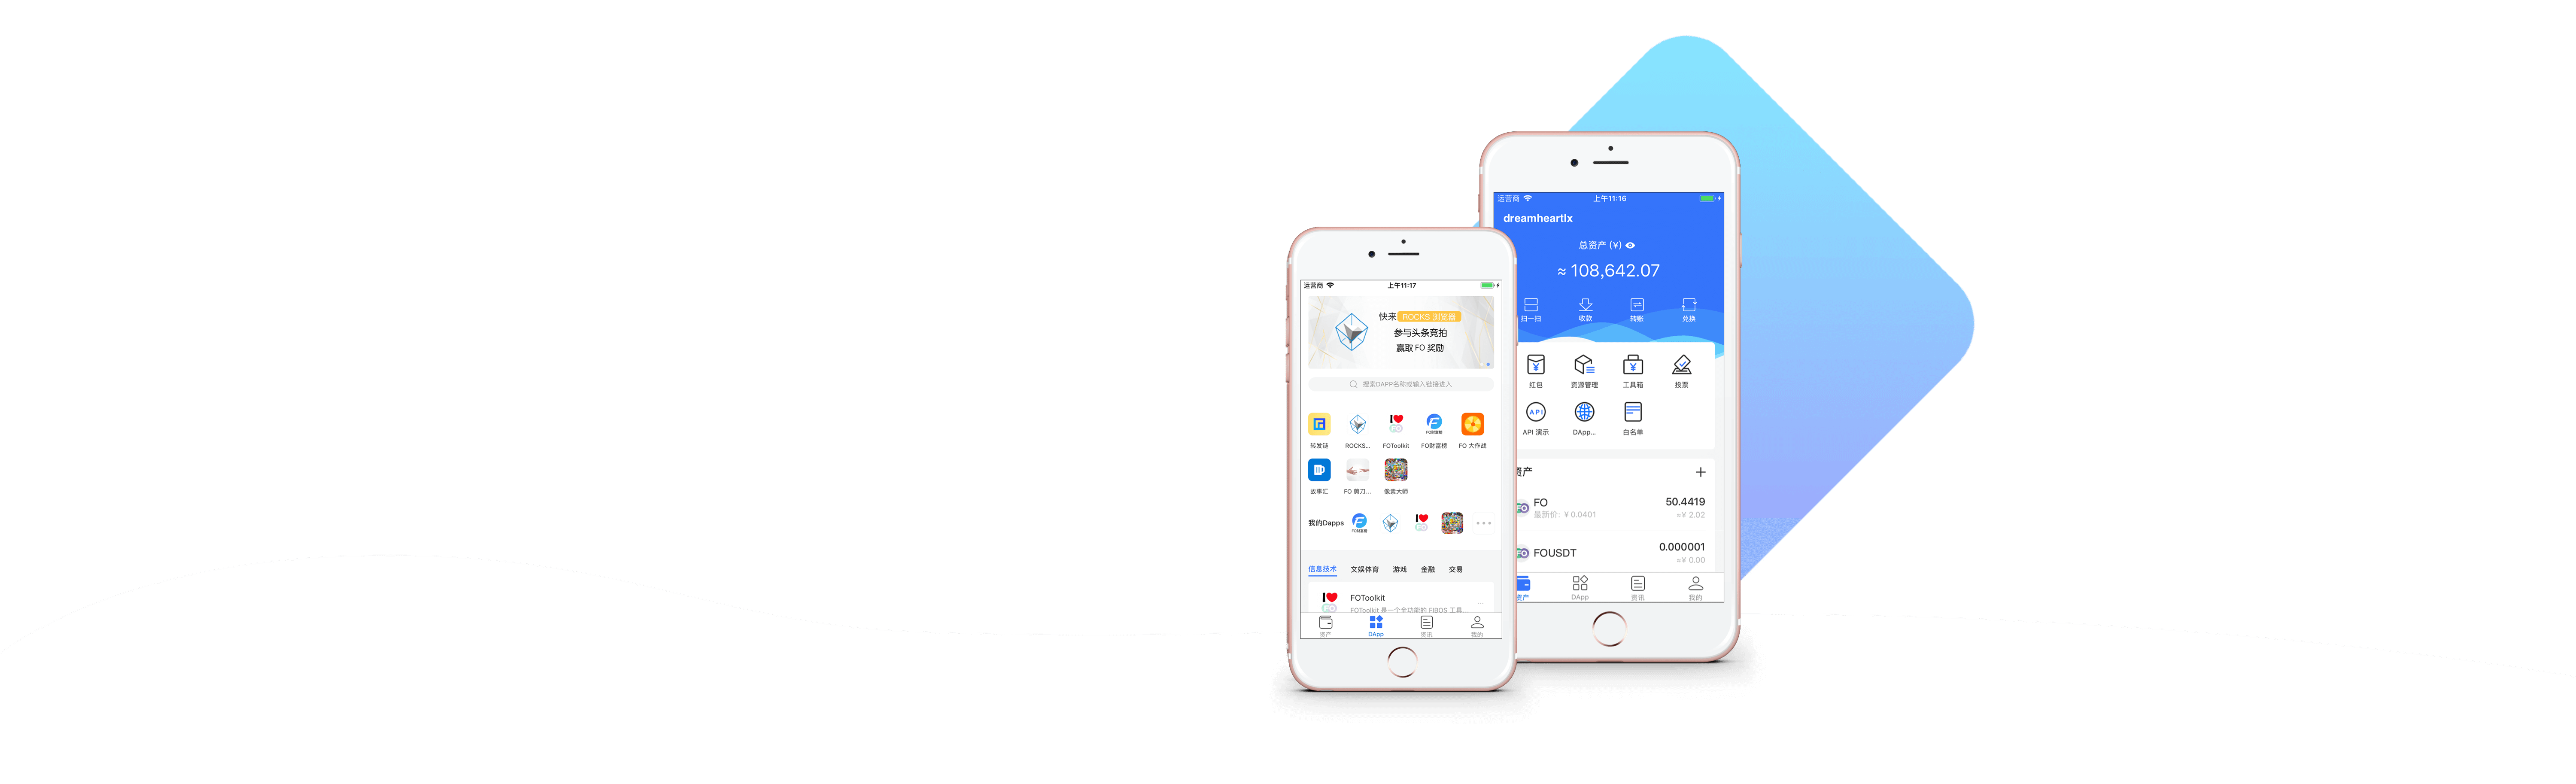 运营商
上午11:17
快来 ROCKS 浏览器
参与头条竞拍
赢取 FO 奖励
搜索DAPP名称或输入链接进入
转发链
ROCKS...
FOToolkit
FO财富榜
FO 大作战
故事汇
FO 剪刀...
像素大师
我的Dapps
信息技术
文娱体育
游戏
金融
交易
FOToolkit
FOToolkit 是一个全功能的 FIBOS 工具...
资产
DApp
资讯
我的
运营商
上午11:16
dreamheartlx
总资产 (¥)
≈ 108,642.07
扫一扫
收款
转账
兑换
红包
资源管理
工具箱
投票
API
API 演示
DApp...
白名单
资产
FO
50.4419
最新价: ¥ 0.0401
≈¥ 2.02
FOUSDT
0.000001
≈¥ 0.00
资产
DApp
资讯
我的